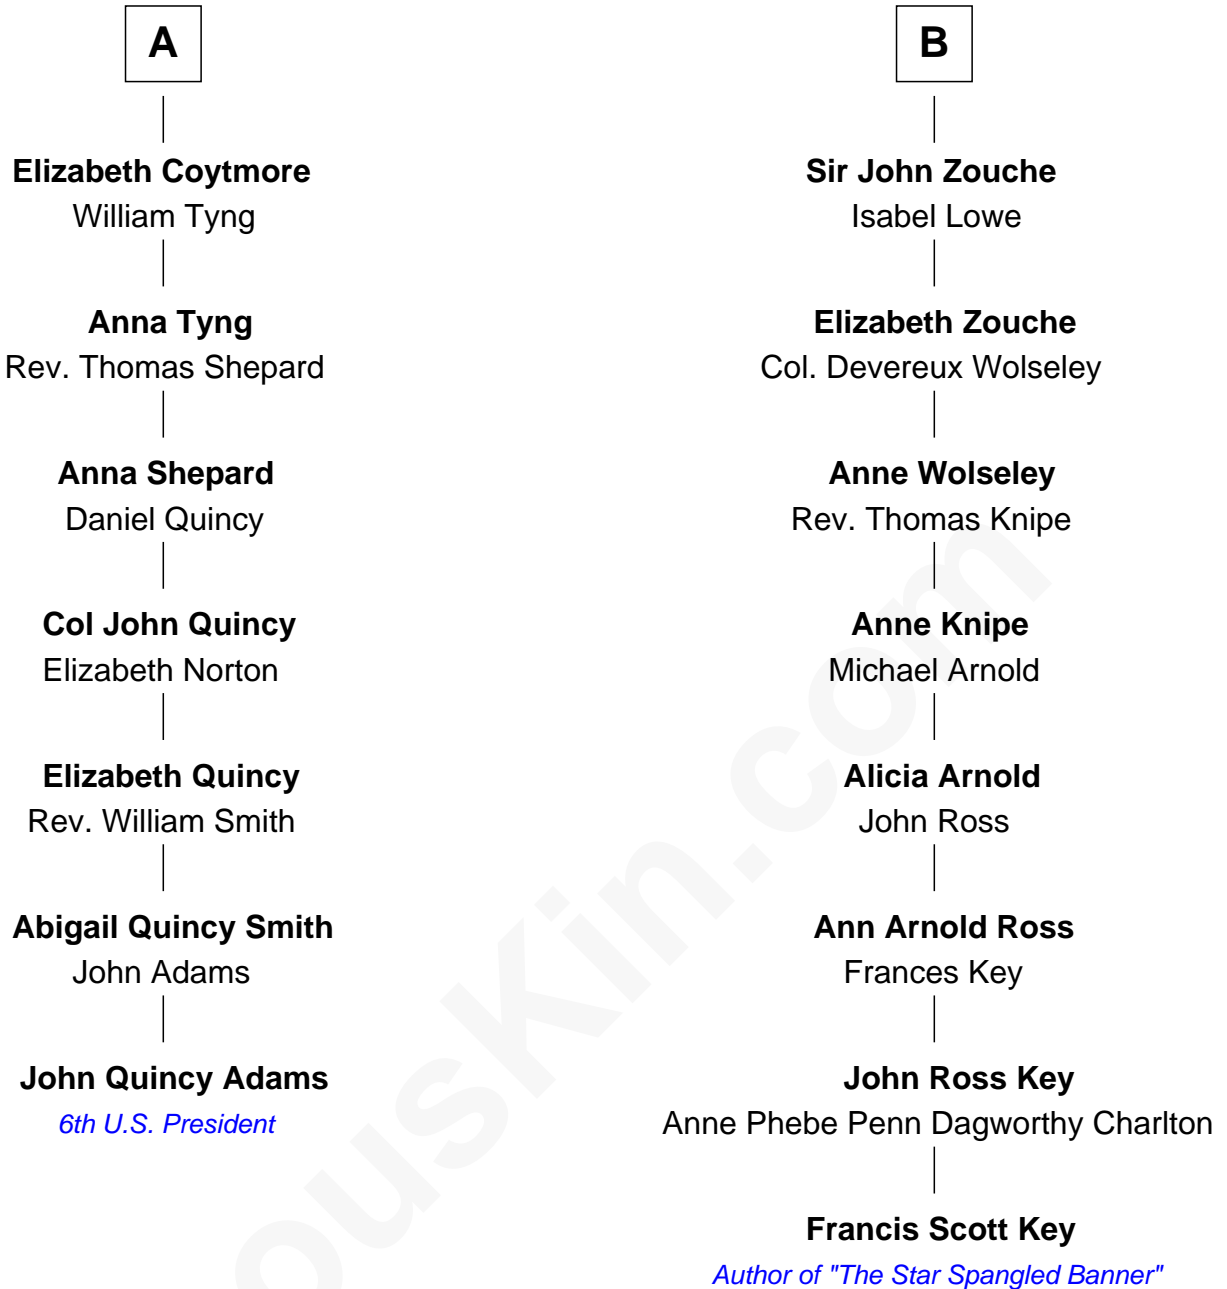 A
Elizabeth Coytmore
William Tyng
Anna Tyng
Rev. Thomas Shepard
Anna Shepard
Daniel Quincy
Col John Quincy
Elizabeth Norton
Elizabeth Quincy
Rev. William Smith
Abigail Quincy Smith
John Adams
John Quincy Adams
6th U.S. President
B
Sir John Zouche
Isabel Lowe
Elizabeth Zouche
Col. Devereux Wolseley
Anne Wolseley
Rev. Thomas Knipe
Anne Knipe
Michael Arnold
Alicia Arnold
John Ross
Ann Arnold Ross
Frances Key
John Ross Key
Anne Phebe Penn Dagworthy Charlton
Francis Scott Key
Author of "The Star Spangled Banner"
ousKin.com